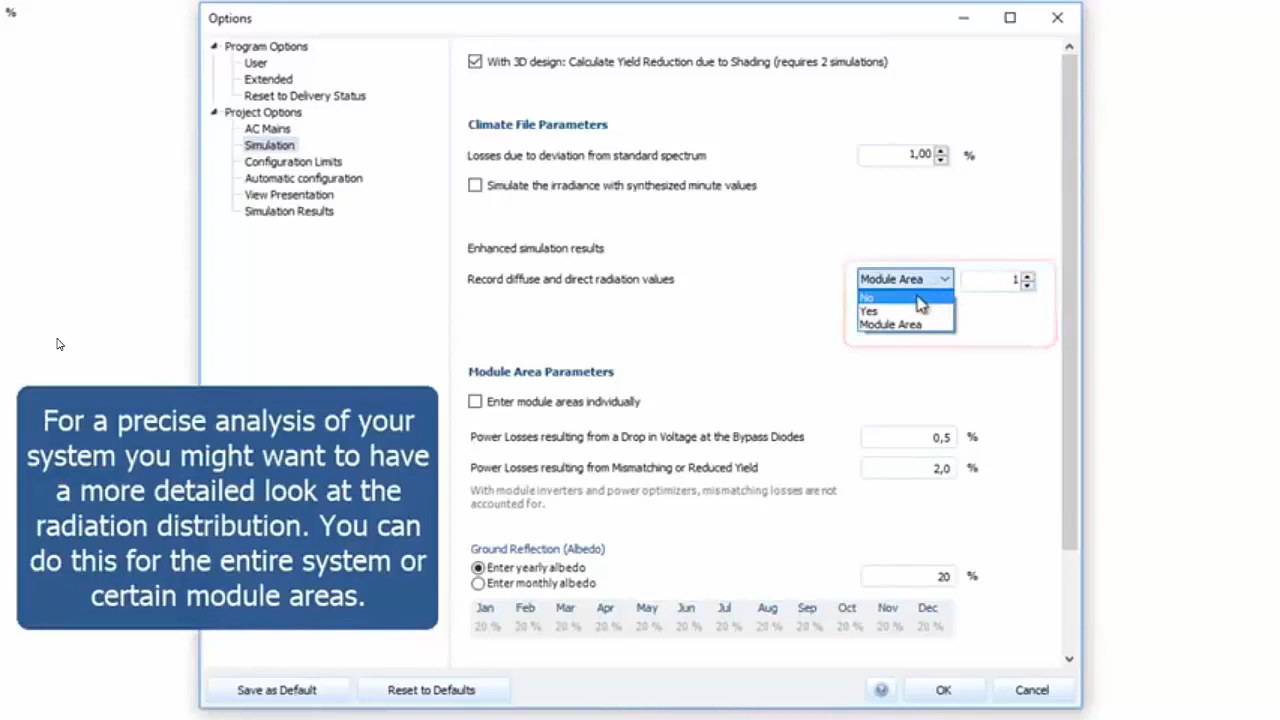 %
Options
Program Options
User
Extended
Reset to Delivery Status
Project Options
AC Mains
Simulation
Configuration Limits
Automatic configuration
View Presentation
Simulation Results
With 3D design: Calculate Yield Reduction due to Shading (requires 2 simulations)
Climate File Parameters
Losses due to deviation from standard spectrum 1,00 %
Simulate the irradiance with synthesized minute values
Enhanced simulation results
Record diffuse and direct radiation values Module Area 1
No
Yes
Module Area
Module Area Parameters
Enter module areas individually
Power Losses resulting from a Drop in Voltage at the Bypass Diodes 0,5 %
Power Losses resulting from Mismatching or Reduced Yield 2,0 %
With module inverters and power optimizers, mismatching losses are not
accounted for.
Ground Reflection (Albedo)
Enter yearly albedo
Enter monthly albedo
20 %
Jan Feb Mar Apr May Jun Jul Aug Sep Oct Nov Dec
20 % 20 % 20 % 20 % 20 % 20 % 20 % 20 % 20 % 20 % 20 % 20 %
Save as Default Reset to Defaults OK Cancel
For a precise analysis of your
system you might want to have
a more detailed look at the
radiation distribution. You can
do this for the entire system or
certain module areas.